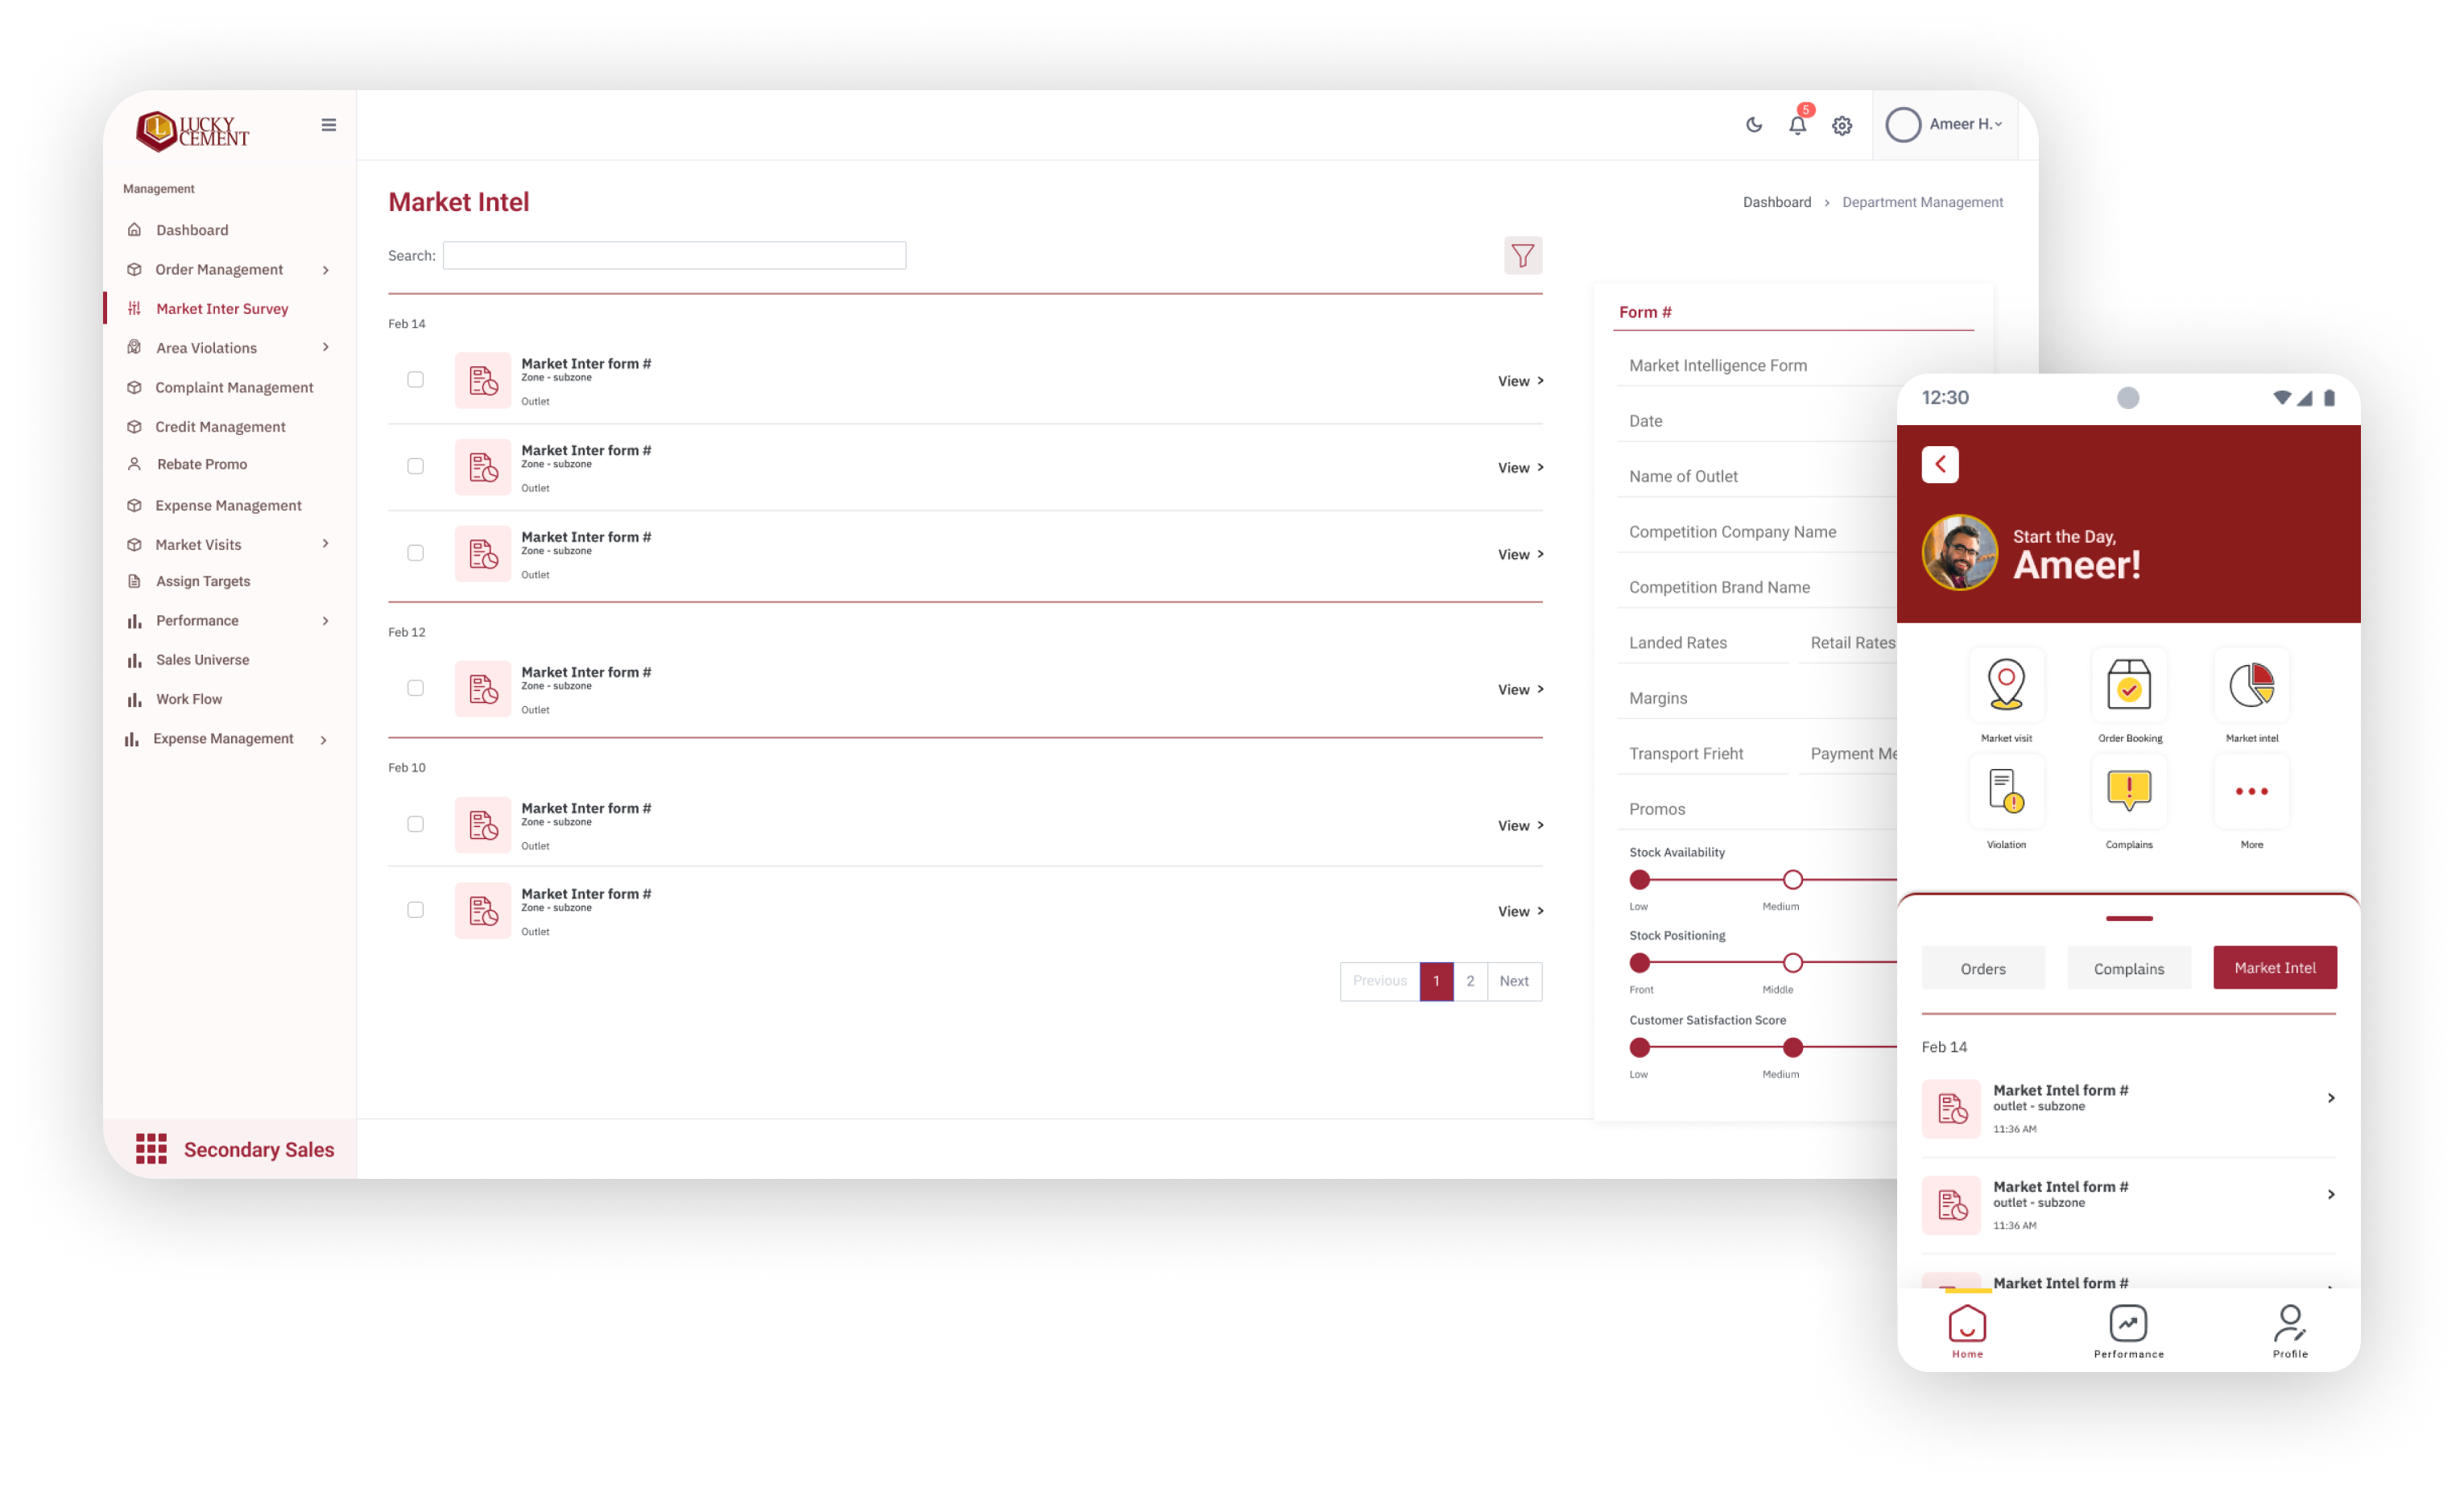 LUCKY
CEMENT
5
Ameer H.
Management
Dashboard
Order Management
Market Inter Survey
Area Violations
Complaint Management
Credit Management
Rebate Promo
Expense Management
Market Visits
Assign Targets
Performance
Sales Universe
Work Flow
Expense Management
Secondary Sales
Market Intel
Dashboard > Department Management
Search:
Feb 14
Market Inter form #
Zone - subzone
Outlet
View >
Market Inter form #
Zone - subzone
Outlet
View >
Market Inter form #
Zone - subzone
Outlet
View >
Feb 12
Market Inter form #
Zone - subzone
Outlet
View >
Feb 10
Market Inter form #
Zone - subzone
Outlet
View >
Market Inter form #
Zone - subzone
Outlet
View >
Previous 1 2 Next
Form #
Market Intelligence Form
Date
Name of Outlet
Competition Company Name
Competition Brand Name
Landed Rates Retail Rates
Margins
Transport Frieht Payment Me
Promos
Stock Availability
Low Medium
Stock Positioning
Front Middle
Customer Satisfaction Score
Low Medium
12:30
Start the Day,
Ameer!
Market visit Order Booking Market intel
Violation Complains More
Orders Complains Market Intel
Feb 14
Market Intel form #
outlet - subzone
11:36 AM
Market Intel form #
outlet - subzone
11:36 AM
Market Intel form #
Home Performance Profile